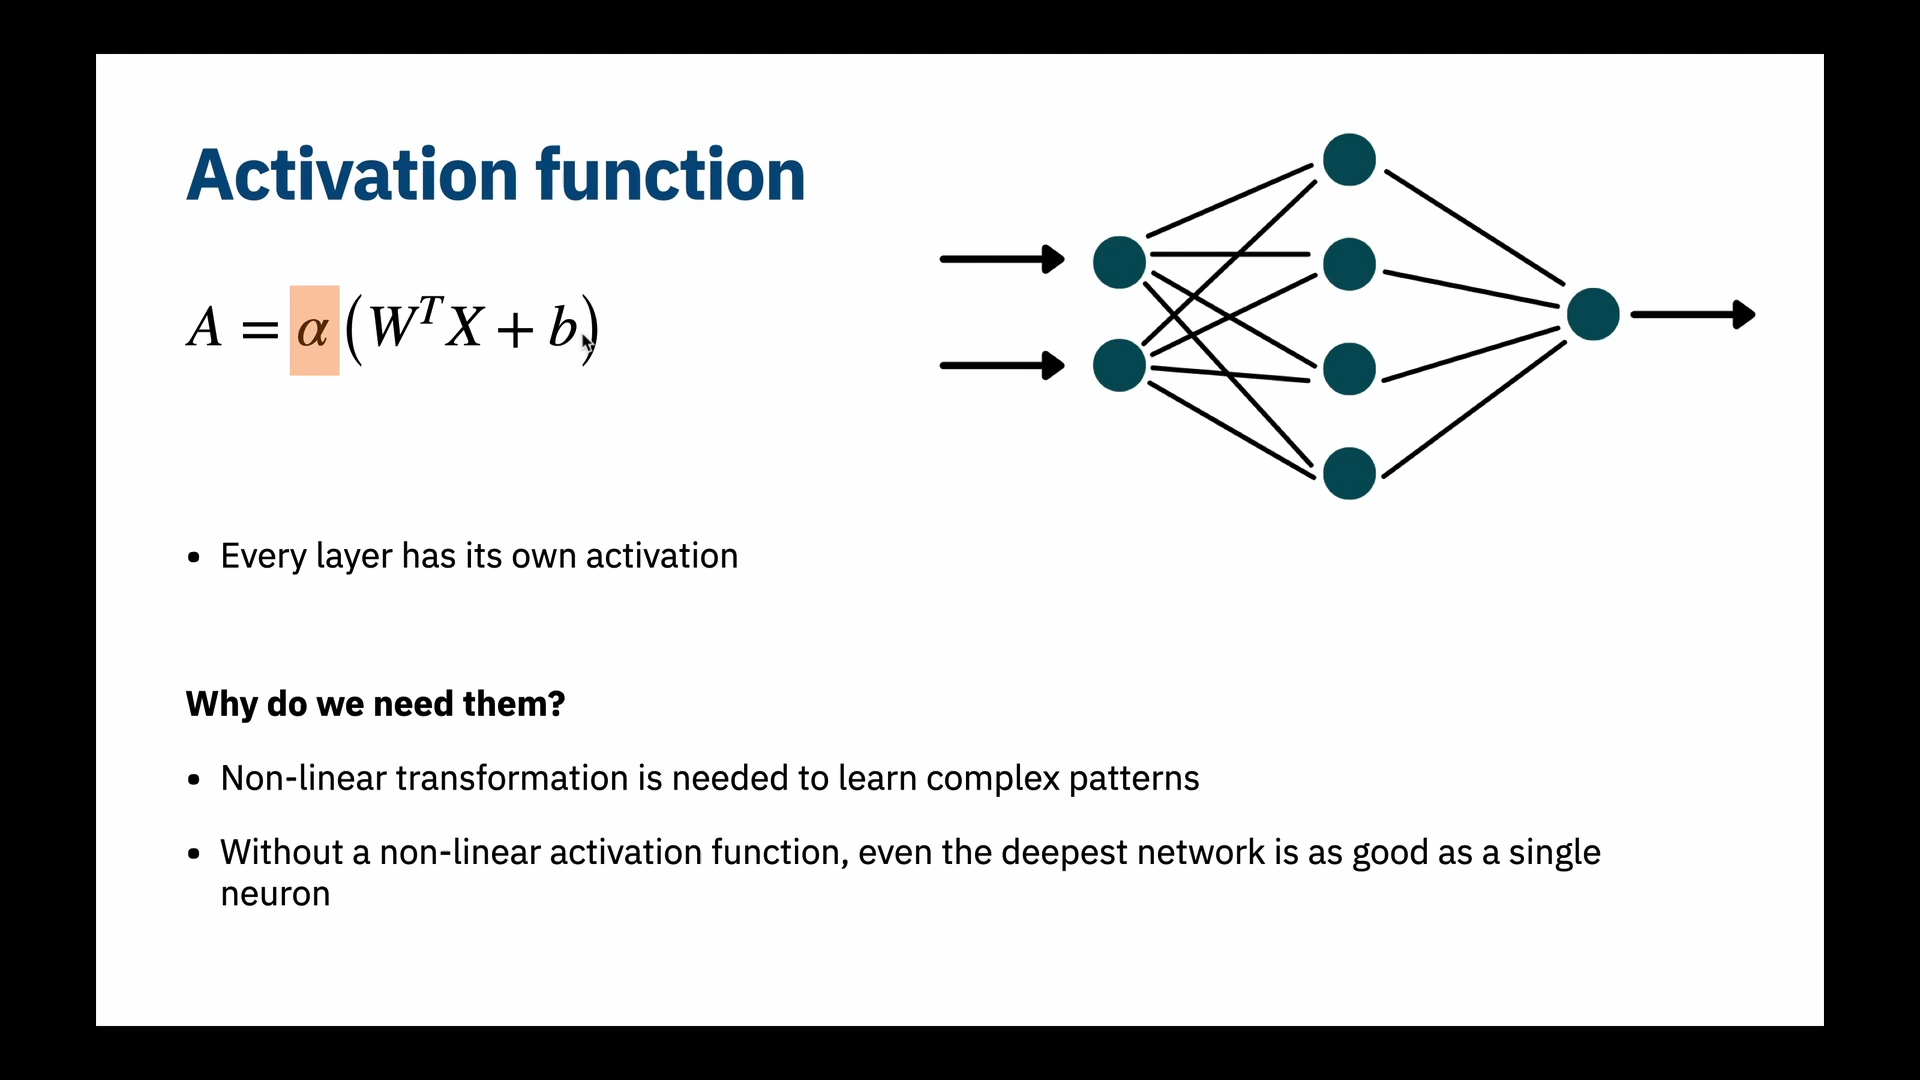 Activation function
A = α(W^T X + b)
• Every layer has its own activation
Why do we need them?
• Non-linear transformation is needed to learn complex patterns
• Without a non-linear activation function, even the deepest network is as good as a single
neuron